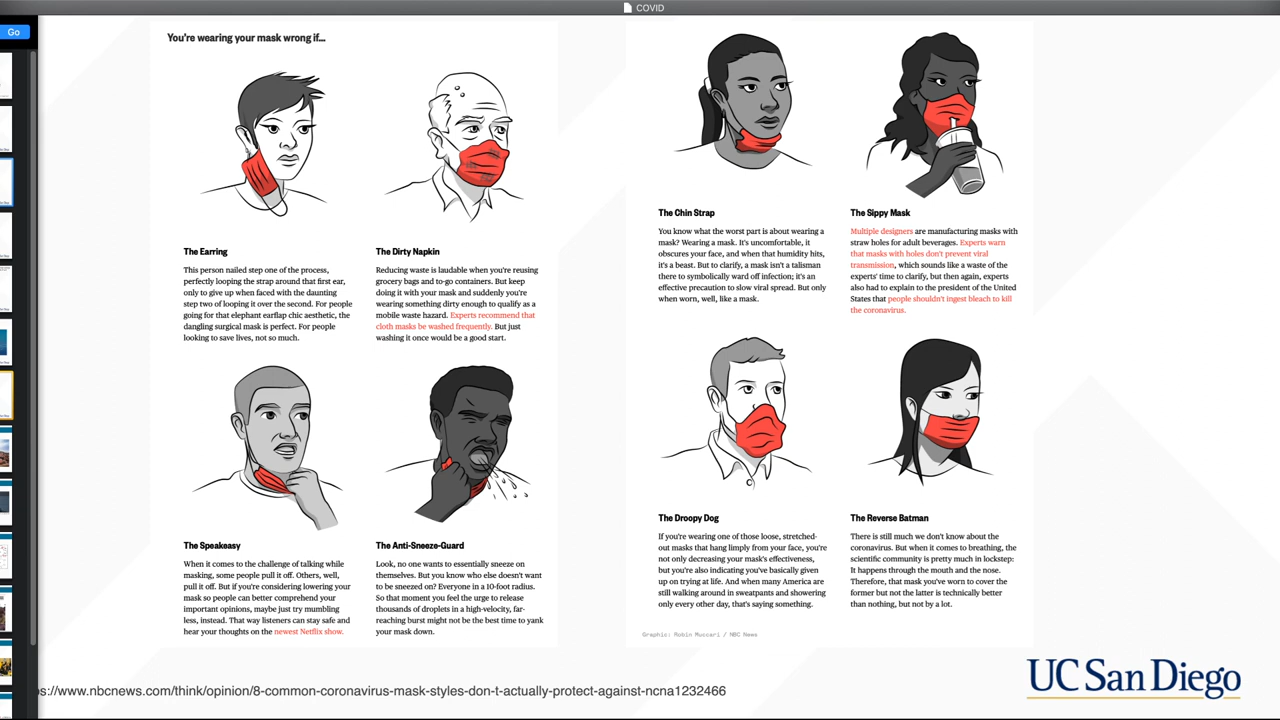 COVID
Go
You're wearing your mask wrong if...
The Earring
This person nailed step one of the process,
perfectly looping the strap around that first ear,
only to give up when faced with the daunting
step two of looping it over the second. For people
going for that elephant earflap chic aesthetic, the
dangling surgical mask is perfect. For people
looking to save lives, not so much.
The Dirty Napkin
Reducing waste is laudable when you're reusing
grocery bags and to-go containers. But keep
doing it with your mask and suddenly you're
wearing something dirty enough to qualify as a
mobile waste hazard. Experts recommend that
cloth masks be washed frequently. But just
washing it once would be a good start.
The Speakeasy
When it comes to the challenge of talking while
masking, some people pull it off. Others, well,
pull it off. But if you're considering lowering your
mask so people can better comprehend your
important opinions, maybe just try mumbling
less, instead. That way listeners can stay safe and
hear your thoughts on the newest Netflix show.
The Anti-Sneeze-Guard
Look, no one wants to essentially sneeze on
themselves. But you know who else doesn't want
to be sneezed on? Everyone in a 10-foot radius.
So that moment you feel the urge to release
thousands of droplets in a high-velocity, far-
reaching burst might not be the best time to yank
your mask down.
The Chin Strap
You know what the worst part is about wearing a
mask? Wearing a mask. It's uncomfortable, it
obscures your face, and when that humidity hits,
it's a beast. But to clarify, a mask isn't a talisman
there to symbolically ward off infection; it's an
effective precaution to slow viral spread. But only
when worn, well, like a mask.
The Sippy Mask
Multiple designers are manufacturing masks with
straw holes for adult beverages. Experts warn
that masks with holes don't prevent viral
transmission, which sounds like a waste of the
experts' time to clarify, but then again, experts
also had to explain to the president of the United
States that people shouldn't ingest bleach to kill
the coronavirus.
The Droopy Dog
If you're wearing one of those loose, stretched-
out masks that hang limply from your face, you're
not only decreasing your mask's effectiveness,
but you're also indicating you've basically given
up on trying at life. And when many America are
still walking around in sweatpants and showering
only every other day, that's saying something.
The Reverse Batman
There is still much we don't know about the
coronavirus. But when it comes to breathing, the
scientific community is pretty much in lockstep:
It happens through the mouth and the nose.
Therefore, that mask you've worn to cover the
former but not the latter is technically better
than nothing, but not by a lot.
Graphic: Robin Muccari / NBC News
ps://www.nbcnews.com/think/opinion/8-common-coronavirus-mask-styles-don-t-actually-protect-against-ncna1232466
UC San Diego